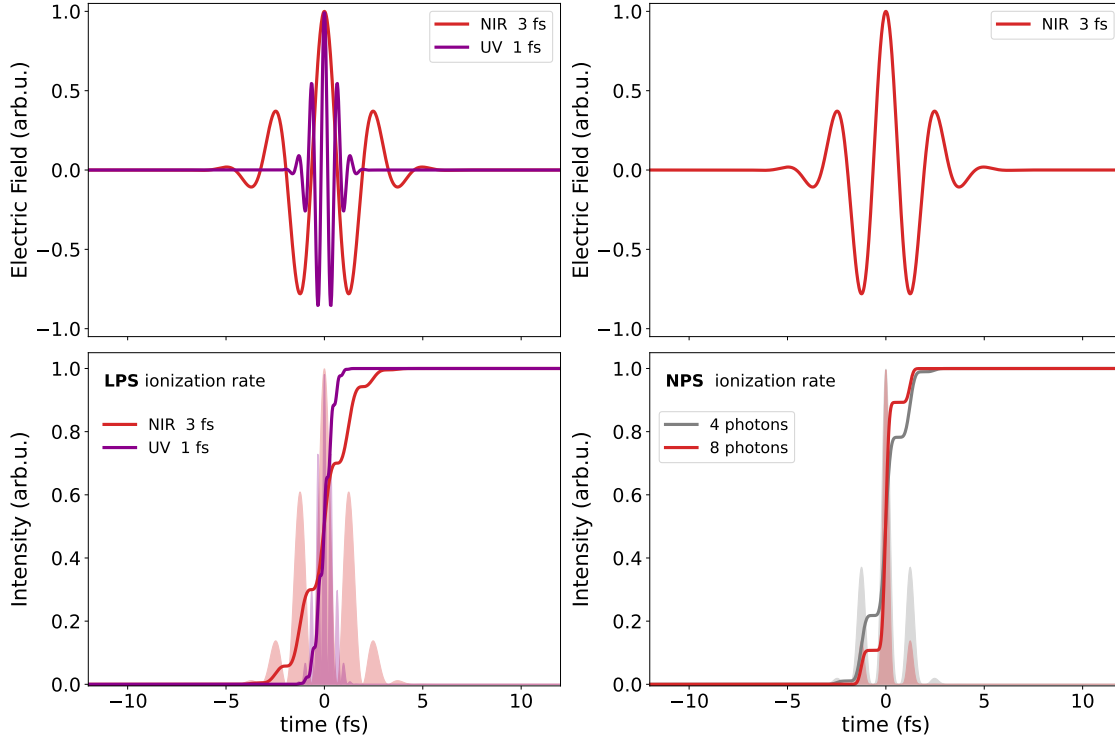 Electric Field (arb.u.)
1.0
0.5
0.0
−0.5
−1.0
NIR 3 fs
UV 1 fs
Electric Field (arb.u.)
1.0
0.5
0.0
−0.5
−1.0
NIR 3 fs
Intensity (arb.u.)
1.0
0.8
0.6
0.4
0.2
0.0
LPS ionization rate
NIR 3 fs
UV 1 fs
−10
−5
0
5
10
time (fs)
Intensity (arb.u.)
1.0
0.8
0.6
0.4
0.2
0.0
NPS ionization rate
4 photons
8 photons
−10
−5
0
5
10
time (fs)